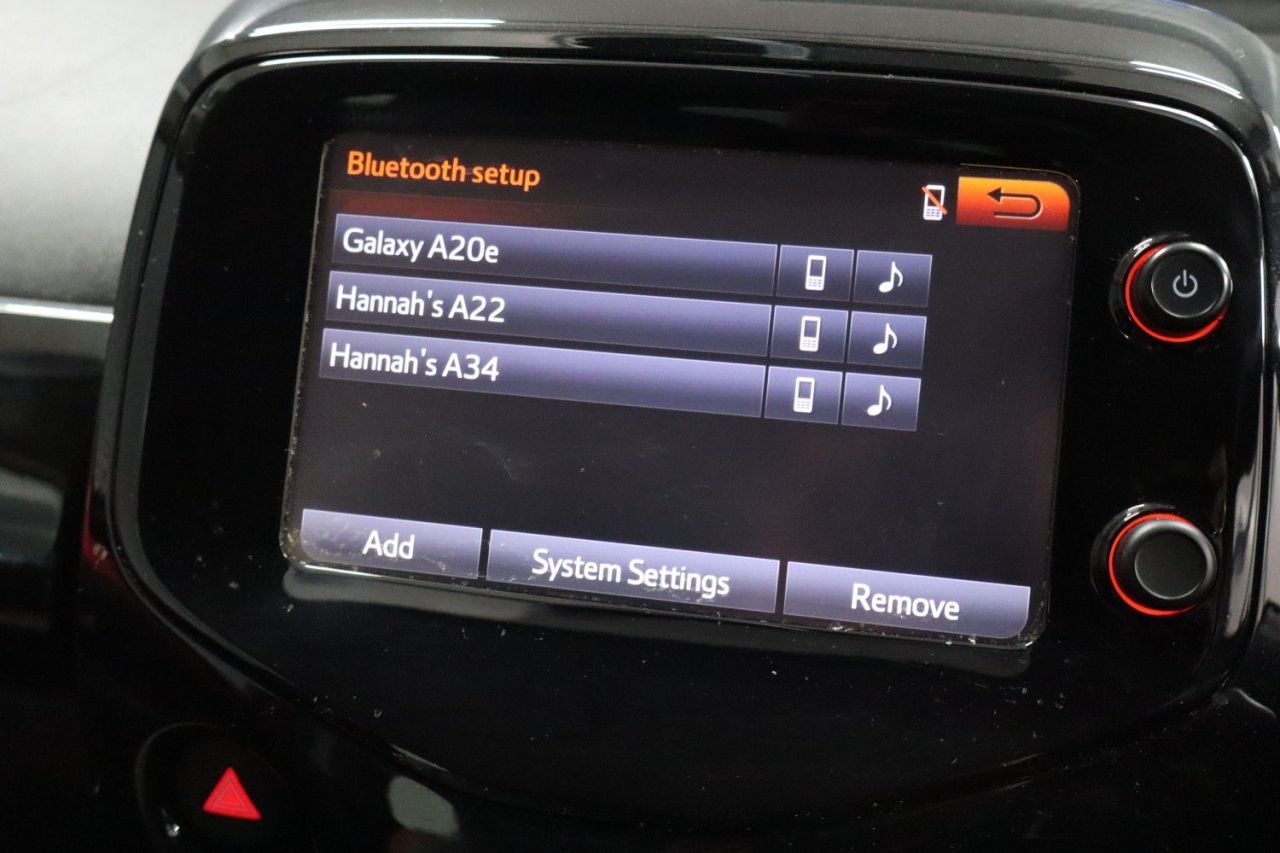 Bluetooth setup
Galaxy A20e
Hannah's A22
Hannah's A34
Add
System Settings
Remove